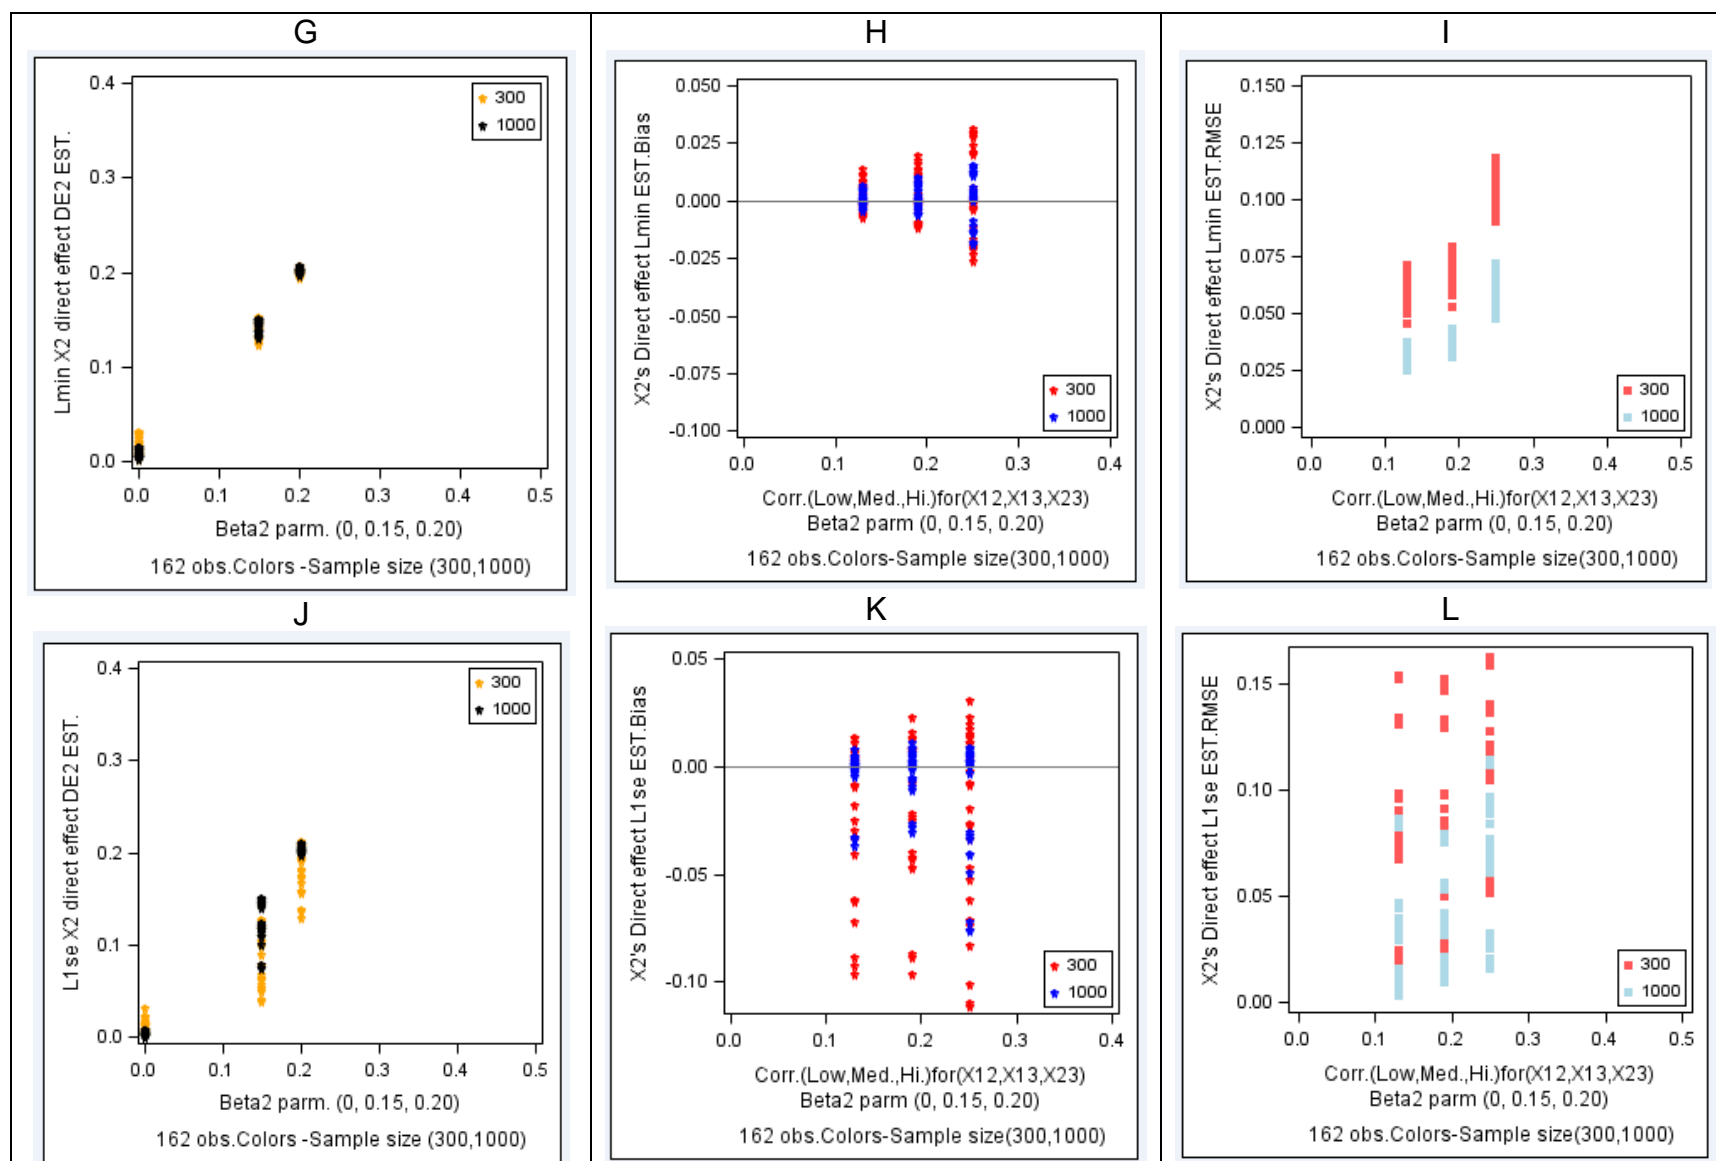 G
Lmin X2 direct effect DE2 EST.
0.4
0.3
0.2
0.1
0.0
300
1000
0.0 0.1 0.2 0.3 0.4 0.5
Beta2 parm. (0, 0.15, 0.20)
162 obs.Colors -Sample size (300,1000)
H
X2's Direct effect Lmin EST.Bias
0.050
0.025
0.000
-0.025
-0.050
-0.075
-0.100
300
1000
0.0 0.1 0.2 0.3 0.4
Corr.(Low,Med.,Hi.)for(X12,X13,X23)
Beta2 parm (0, 0.15, 0.20)
162 obs.Colors-Sample size(300,1000)
I
X2's Direct effect Lmin EST.RMSE
0.150
0.125
0.100
0.075
0.050
0.025
0.000
300
1000
0.0 0.1 0.2 0.3 0.4 0.5
Corr.(Low,Med.,Hi.)for(X12,X13,X23)
Beta2 parm (0, 0.15, 0.20)
162 obs.Colors-Sample size(300,1000)
J
L1se X2 direct effect DE2 EST.
0.4
0.3
0.2
0.1
0.0
300
1000
0.0 0.1 0.2 0.3 0.4 0.5
Beta2 parm. (0, 0.15, 0.20)
162 obs.Colors -Sample size (300,1000)
K
X2's Direct effect L1se EST.Bias
0.05
0.00
-0.05
-0.10
300
1000
0.0 0.1 0.2 0.3 0.4
Corr.(Low,Med.,Hi.)for(X12,X13,X23)
Beta2 parm (0, 0.15, 0.20)
162 obs.Colors-Sample size(300,1000)
L
X2's Direct effect L1se EST.RMSE
0.15
0.10
0.05
0.00
300
1000
0.0 0.1 0.2 0.3 0.4 0.5
Corr.(Low,Med.,Hi.)for(X12,X13,X23)
Beta2 parm (0, 0.15, 0.20)
162 obs.Colors-Sample size(300,1000)